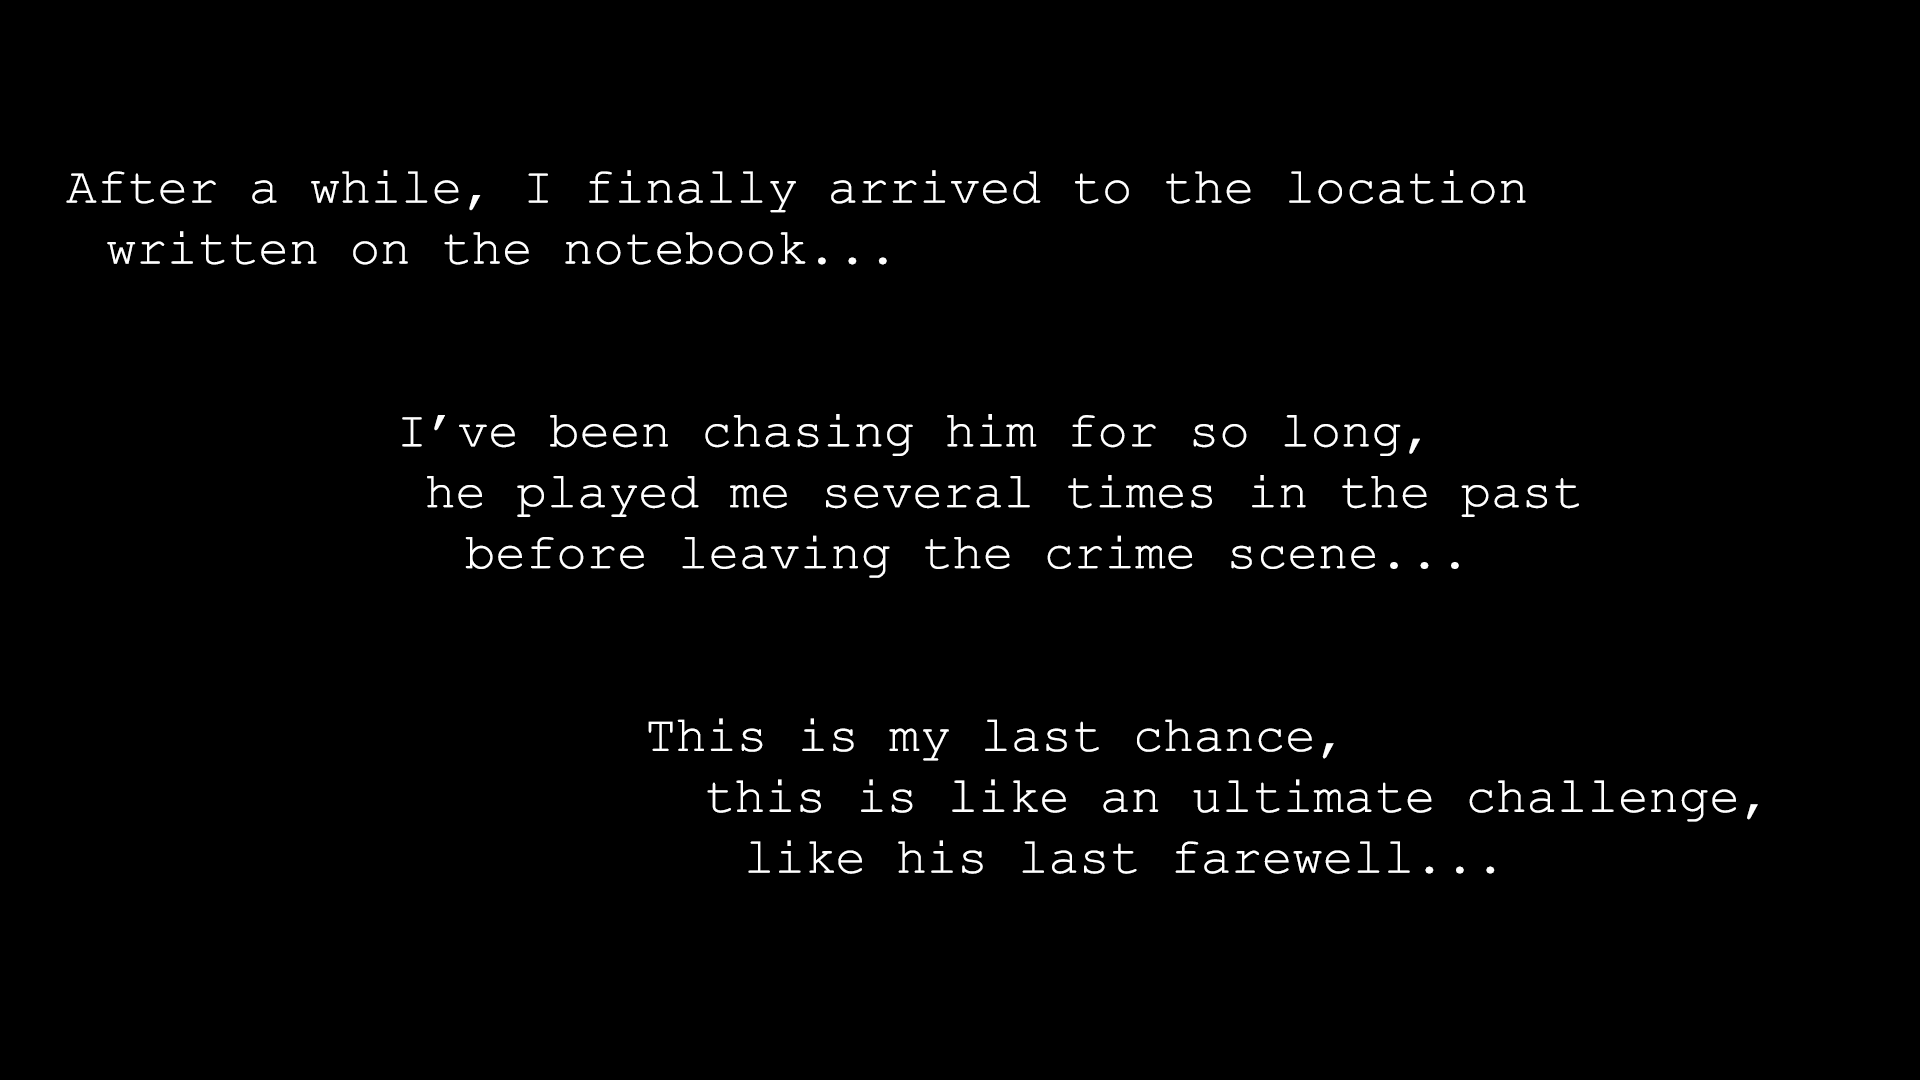 After a while, I finally arrived to the location
written on the notebook...
I’ve been chasing him for so long,
he played me several times in the past
before leaving the crime scene...
This is my last chance,
this is like an ultimate challenge,
like his last farewell...